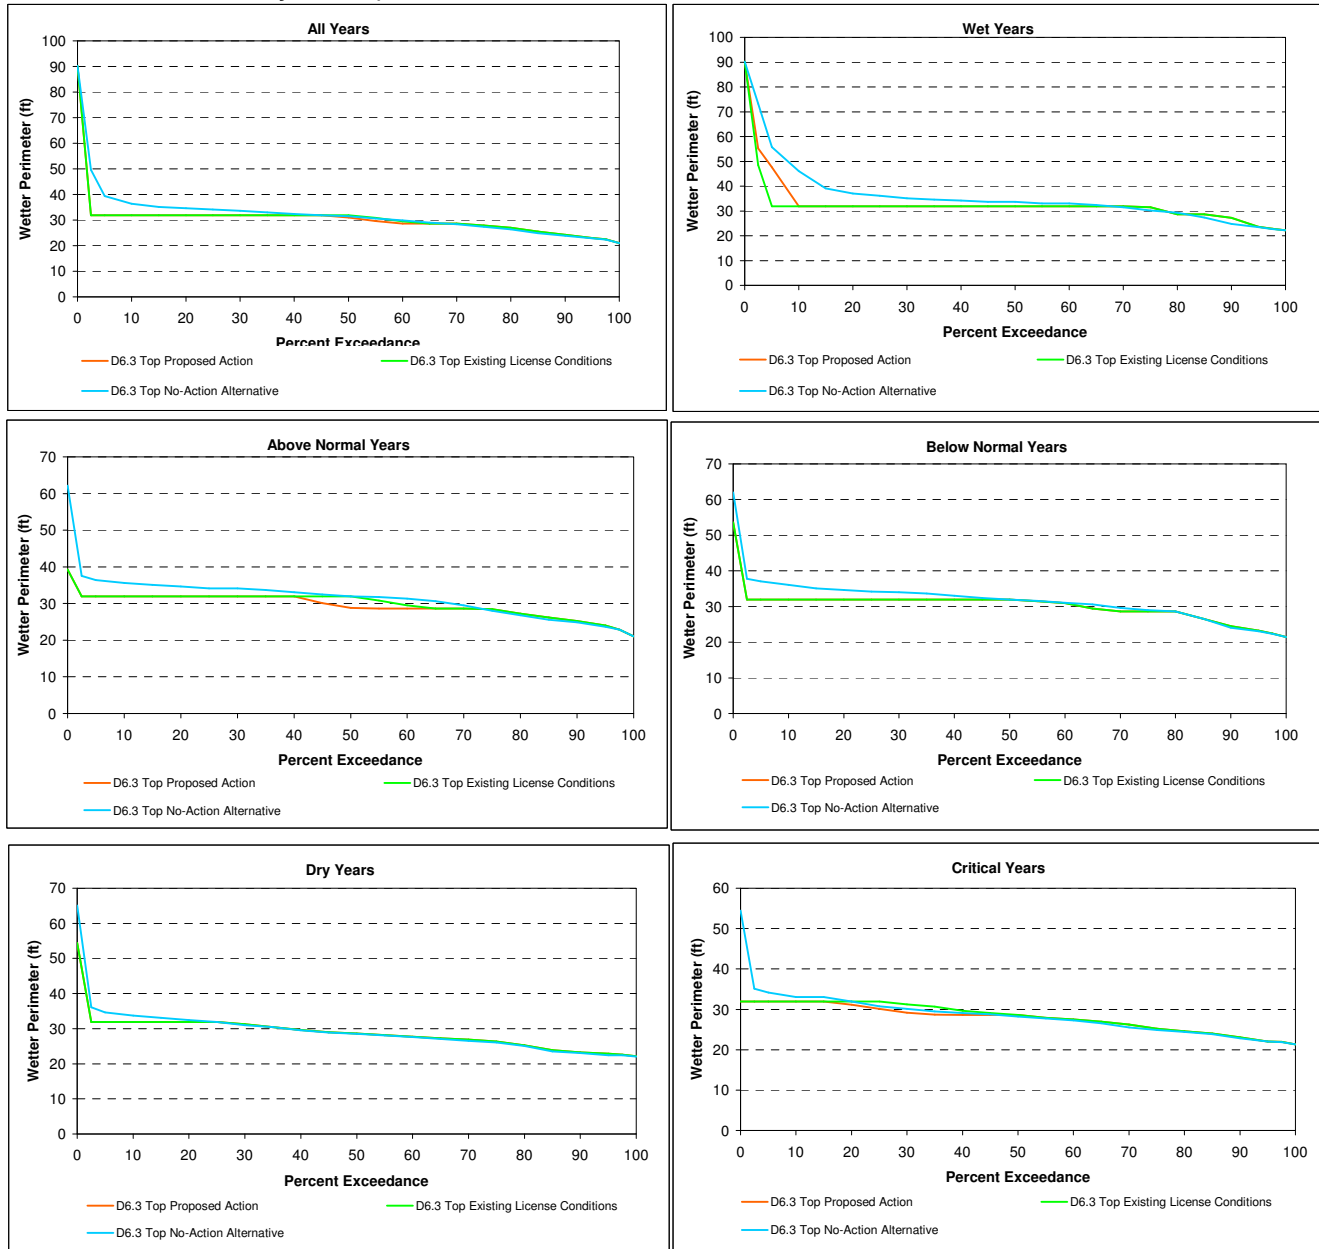 All Years
Wetter Perimeter (ft)
100
90
80
70
60
50
40
30
20
10
0
0 10 20 30 40 50 60 70 80 90 100
Percent Exceedance
D6.3 Top Proposed Action
D6.3 Top Existing License Conditions
D6.3 Top No-Action Alternative
Wet Years
Wetter Perimeter (ft)
100
90
80
70
60
50
40
30
20
10
0
0 10 20 30 40 50 60 70 80 90 100
Percent Exceedance
D6.3 Top Proposed Action
D6.3 Top Existing License Conditions
D6.3 Top No-Action Alternative
Above Normal Years
Wetter Perimeter (ft)
70
60
50
40
30
20
10
0
0 10 20 30 40 50 60 70 80 90 100
Percent Exceedance
D6.3 Top Proposed Action
D6.3 Top Existing License Conditions
D6.3 Top No-Action Alternative
Below Normal Years
Wetter Perimeter (ft)
70
60
50
40
30
20
10
0
0 10 20 30 40 50 60 70 80 90 100
Percent Exceedance
D6.3 Top Proposed Action
D6.3 Top Existing License Conditions
D6.3 Top No-Action Alternative
Dry Years
Wetter Perimeter (ft)
70
60
50
40
30
20
10
0
0 10 20 30 40 50 60 70 80 90 100
Percent Exceedance
D6.3 Top Proposed Action
D6.3 Top Existing License Conditions
D6.3 Top No-Action Alternative
Critical Years
Wetter Perimeter (ft)
60
50
40
30
20
10
0
0 10 20 30 40 50 60 70 80 90 100
Percent Exceedance
D6.3 Top Proposed Action
D6.3 Top Existing License Conditions
D6.3 Top No-Action Alternative